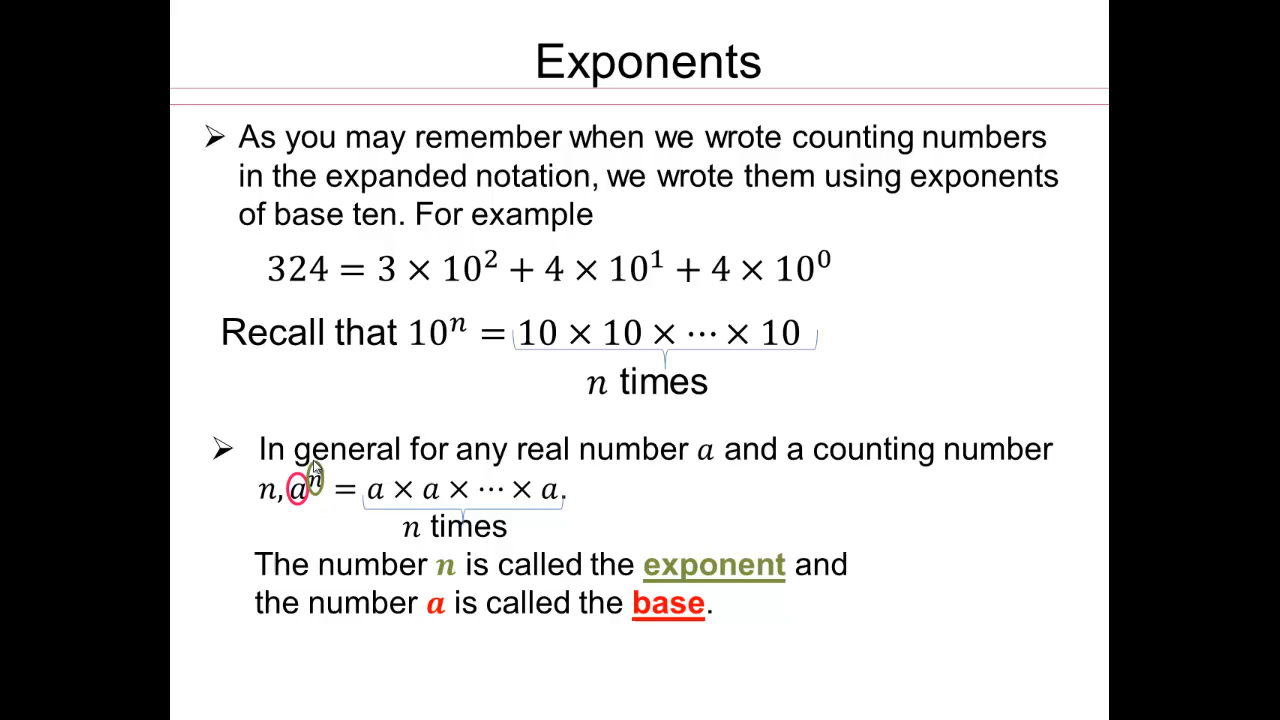 Exponents
➢ As you may remember when we wrote counting numbers
in the expanded notation, we wrote them using exponents
of base ten. For example
324 = 3 × 10² + 4 × 10¹ + 4 × 10⁰
Recall that 10ⁿ = 10 × 10 × ⋯ × 10
n times
➢ In general for any real number a and a counting number
n, aⁿ = a × a × ⋯ × a.
n times
The number n is called the exponent and
the number a is called the base.